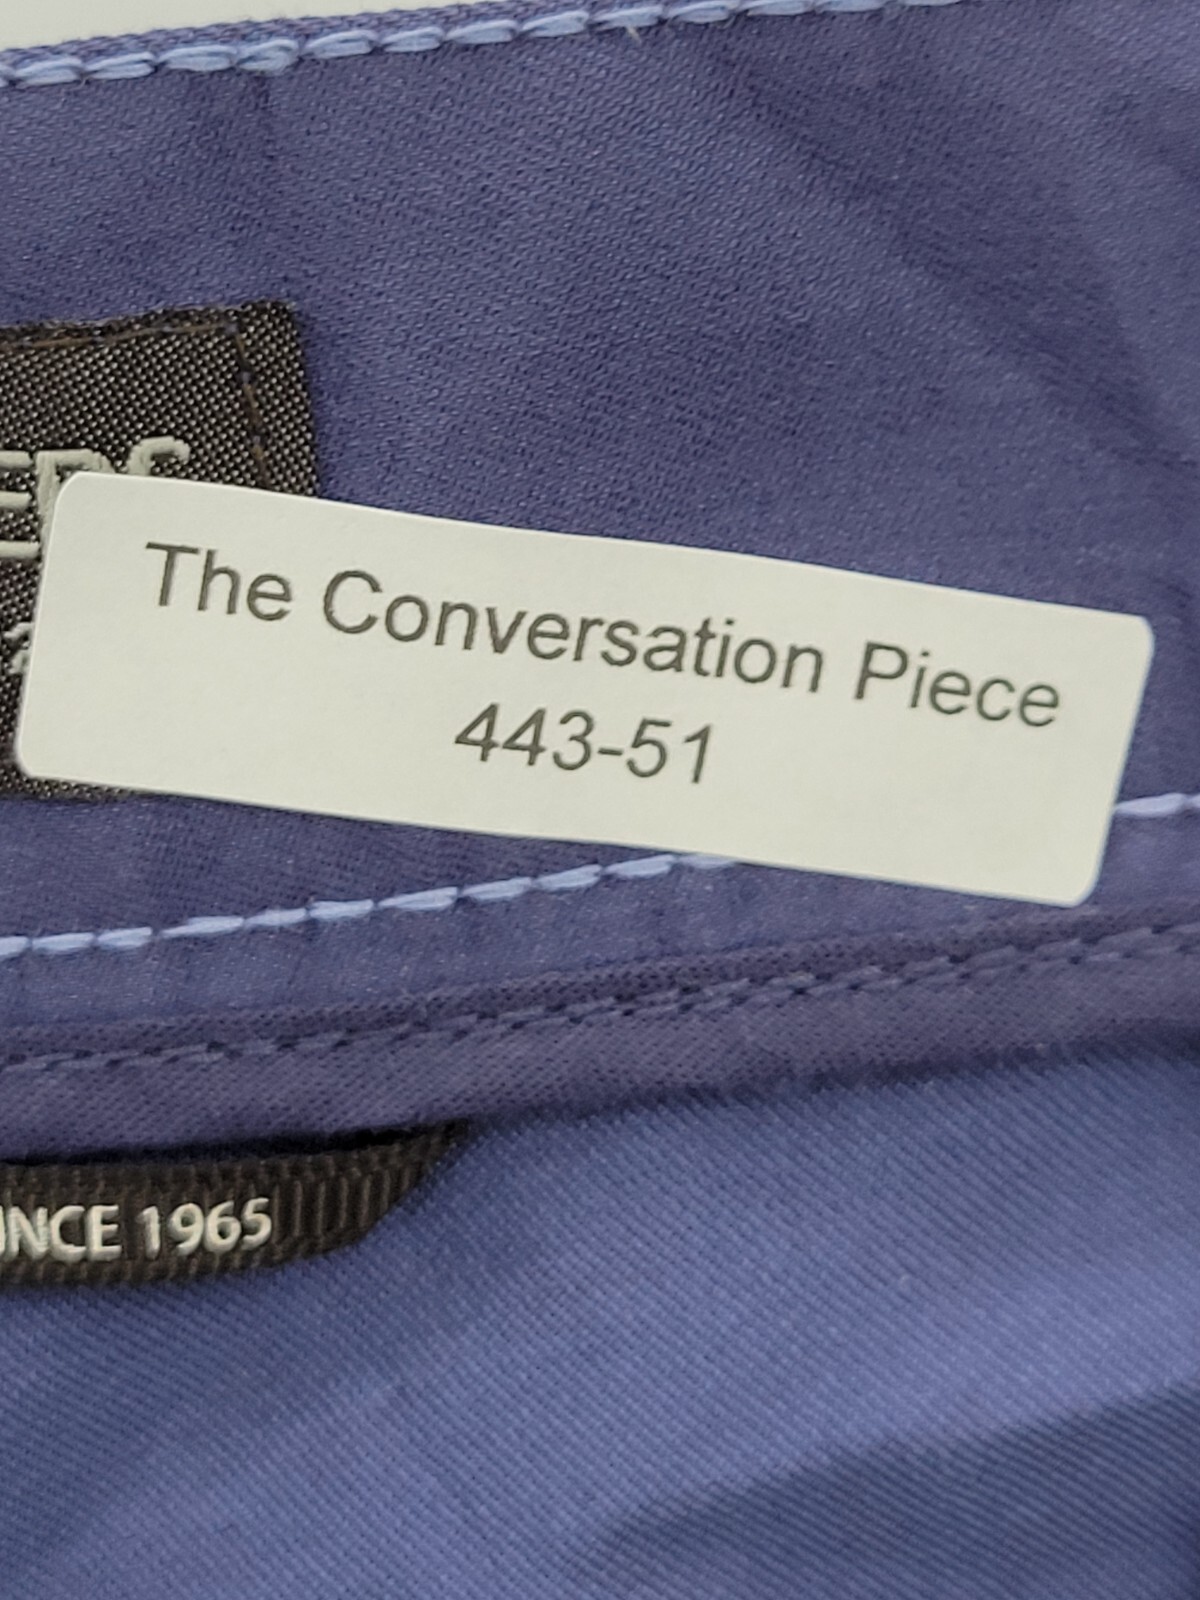 The Conversation Piece
443-51
INCE 1965